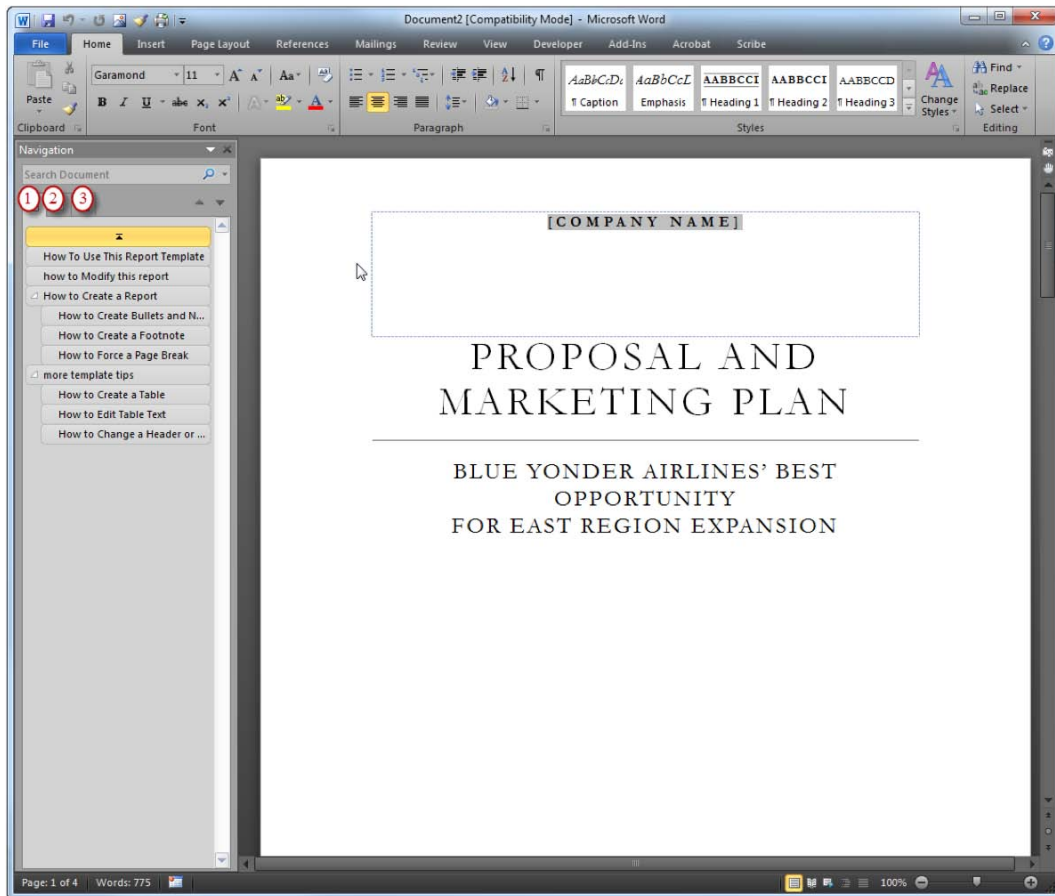 Document2 [Compatibility Mode] - Microsoft Word
File Home Insert Page Layout References Mailings Review View Developer Add-Ins Acrobat Scribe
Paste
Garamond 11 A A Aa
B I U abc X₂ X² A ab A
AaBbCcDc AaBbCcL AABBCCI AABBCCI AABBCCD
¶ Caption Emphasis ¶ Heading 1 ¶ Heading 2 ¶ Heading 3
Change Styles
Find
Replace
Select
Clipboard Font Paragraph Styles Editing
Navigation
Search Document
1 2 3
How To Use This Report Template
how to Modify this report
How to Create a Report
How to Create Bullets and N...
How to Create a Footnote
How to Force a Page Break
more template tips
How to Create a Table
How to Edit Table Text
How to Change a Header or ...
[COMPANY NAME]
PROPOSAL AND
MARKETING PLAN
BLUE YONDER AIRLINES’ BEST
OPPORTUNITY
FOR EAST REGION EXPANSION
Page: 1 of 4 Words: 775 100%